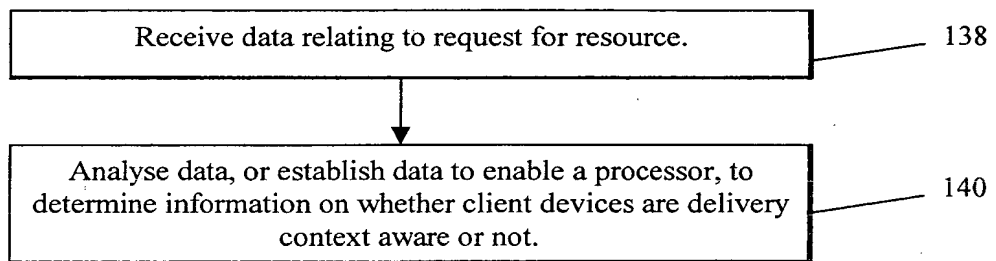 Receive data relating to request for resource.
138
Analyse data, or establish data to enable a processor, to
determine information on whether client devices are delivery
context aware or not.
140